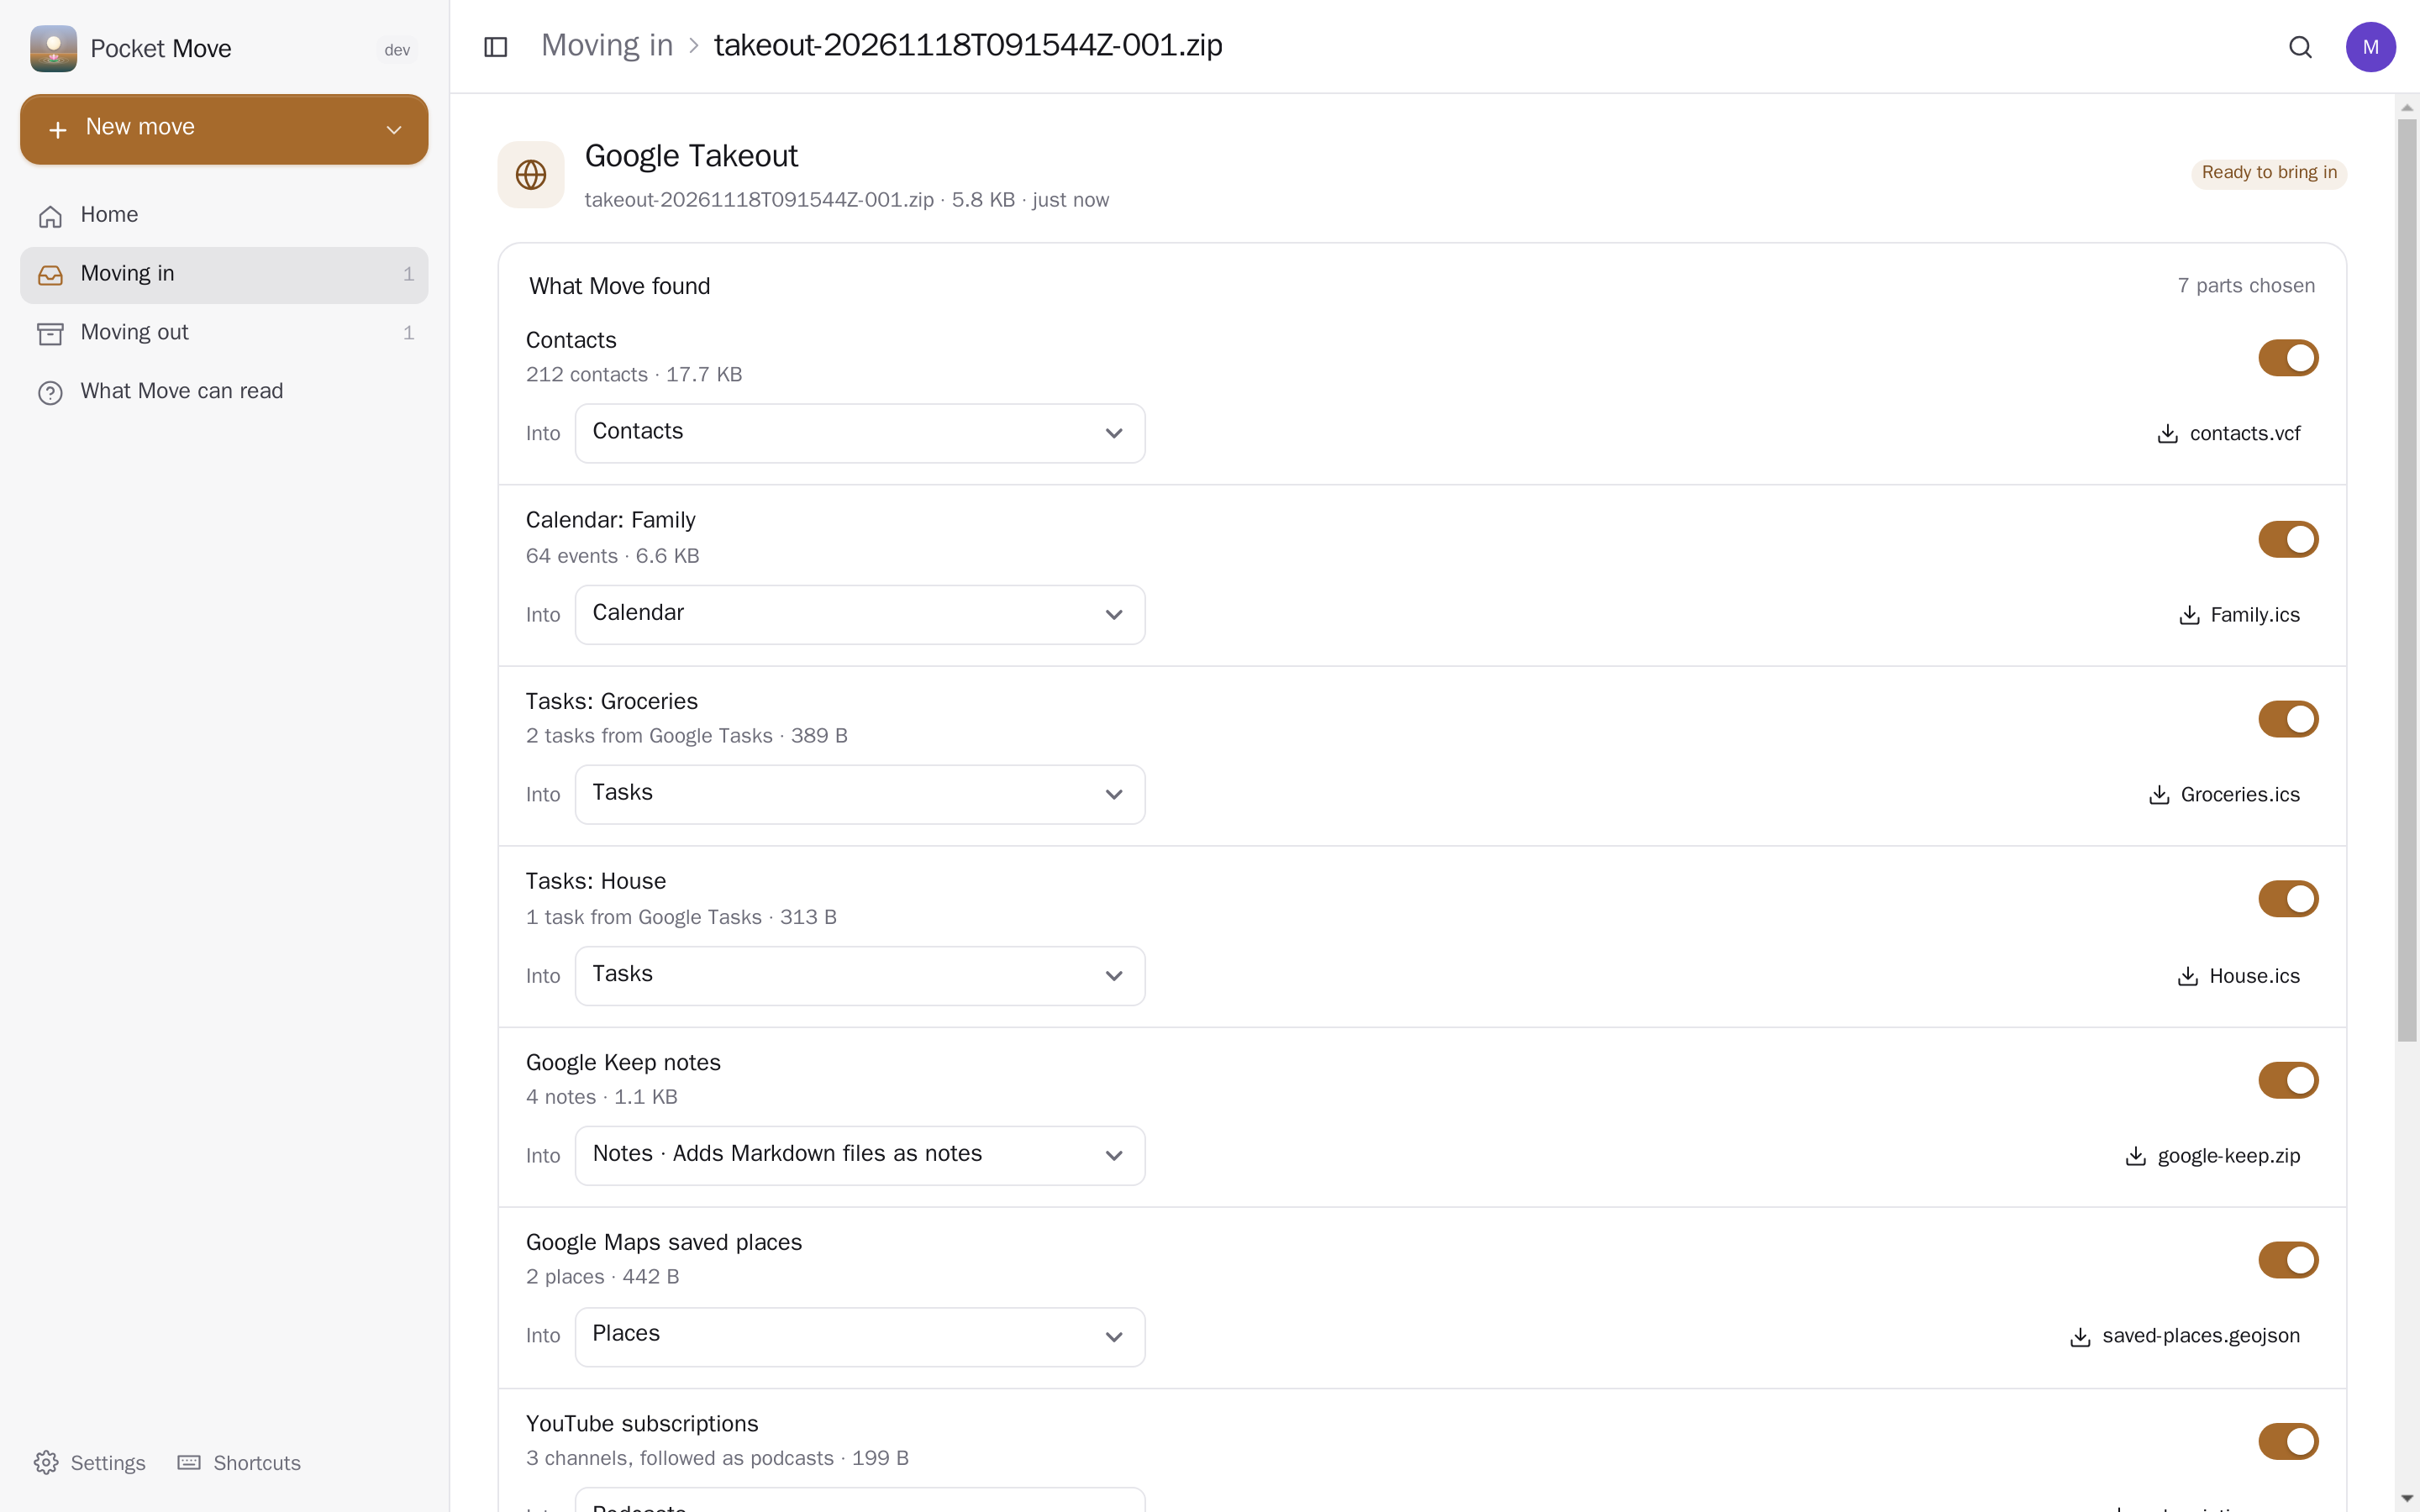 Pocket Move
dev
New move
Home
Moving in
1
Moving out
1
What Move can read
Settings
Shortcuts
Moving in
takeout-20261118T091544Z-001.zip
M
Google Takeout
takeout-20261118T091544Z-001.zip · 5.8 KB · just now
Ready to bring in
What Move found
7 parts chosen
Contacts
212 contacts · 17.7 KB
Into
Contacts
contacts.vcf
Calendar: Family
64 events · 6.6 KB
Into
Calendar
Family.ics
Tasks: Groceries
2 tasks from Google Tasks · 389 B
Into
Tasks
Groceries.ics
Tasks: House
1 task from Google Tasks · 313 B
Into
Tasks
House.ics
Google Keep notes
4 notes · 1.1 KB
Into
Notes · Adds Markdown files as notes
google-keep.zip
Google Maps saved places
2 places · 442 B
Into
Places
saved-places.geojson
YouTube subscriptions
3 channels, followed as podcasts · 199 B